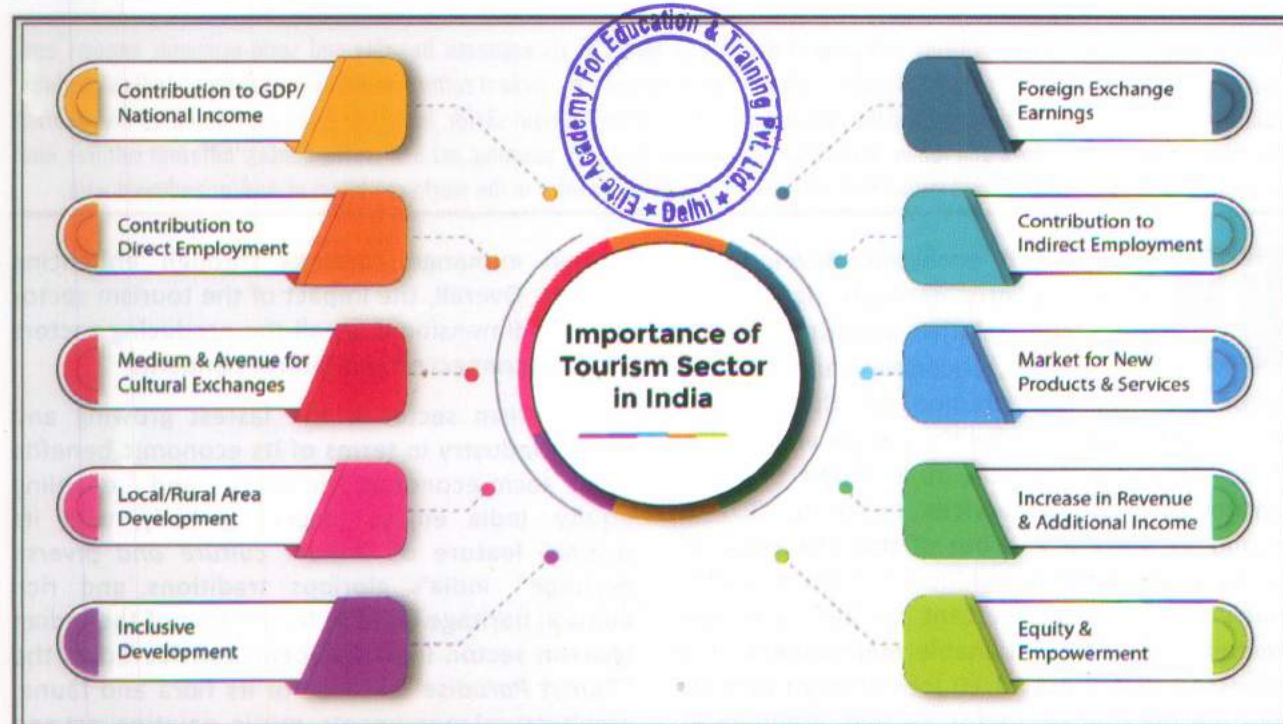 Elite Academy For Education & Training Pvt. Ltd.
★ Delhi ★
Contribution to GDP/
National Income
Contribution to
Direct Employment
Medium & Avenue for
Cultural Exchanges
Local/Rural Area
Development
Inclusive
Development
Importance of
Tourism Sector
in India
Foreign Exchange
Earnings
Contribution to
Indirect Employment
Market for New
Products & Services
Increase in Revenue
& Additional Income
Equity &
Empowerment